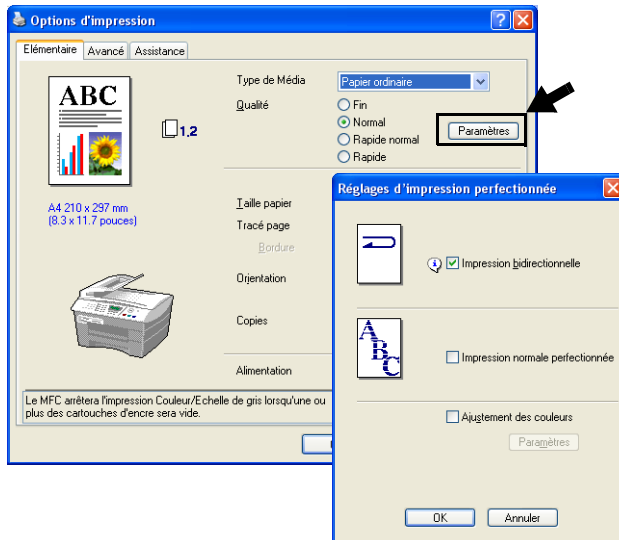 Options d'impression
Elémentaire Avancé Assistance
ABC
1,2
A4 210 x 297 mm
(8.3 x 11.7 pouces)
Type de Média Papier ordinaire
Qualité Fin
Normal
Rapide normal
Rapide
Paramètres
Taille papier
Tracé page
Bordure
Orientation
Copies
Alimentation
Le MFC arrêtera l'impression Couleur/Echelle de gris lorsqu'une ou
plus des cartouches d'encre sera vide.
Réglages d'impression perfectionnée
Impression bidirectionnelle
ABC
Impression normale perfectionnée
Ajustement des couleurs
Paramètres
OK Annuler